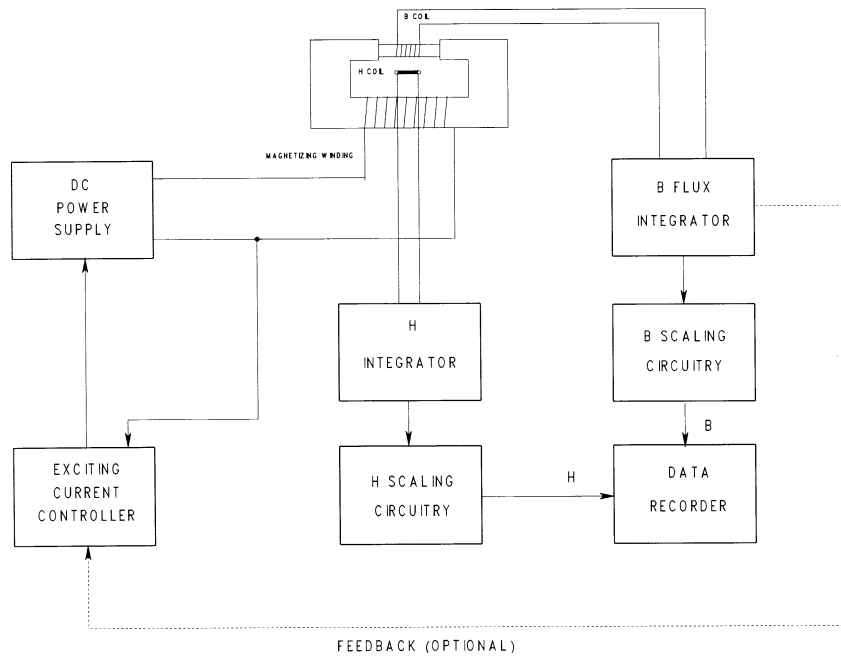 B COIL
H COIL
MAGNETIZING WINDING
DC
POWER
SUPPLY
B FLUX
INTEGRATOR
H
INTEGRATOR
B SCALING
CIRCUITRY
B
EXCITING
CURRENT
CONTROLLER
H SCALING
CIRCUITRY
H
DATA
RECORDER
FEEDBACK (OPTIONAL)